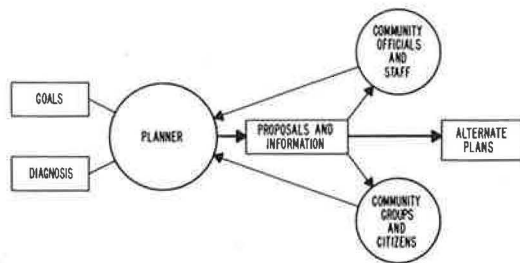 GOALS
DIAGNOSIS
PLANNER
PROPOSALS AND
INFORMATION
COMMUNITY
OFFICIALS
AND
STAFF
COMMUNITY
GROUPS
AND
CITIZENS
ALTERNATE
PLANS